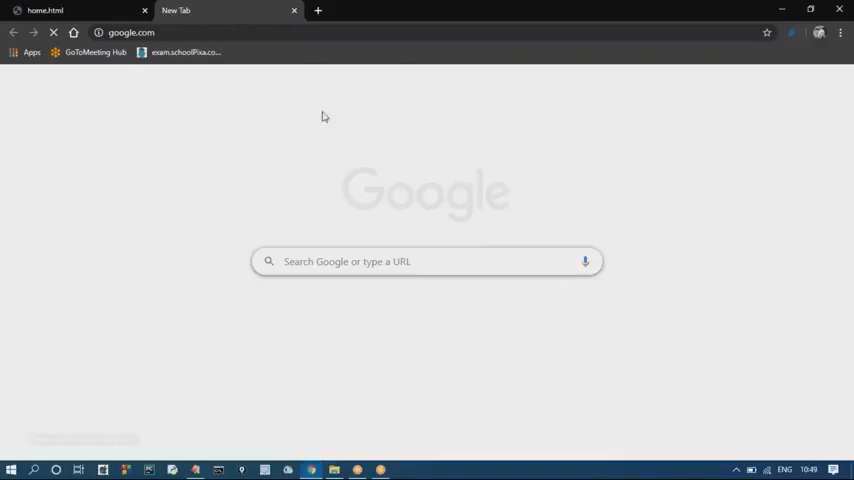 home.html
New Tab
google.com
Apps
GoToMeeting Hub
exam.schoolPixa.co...
Google
Search Google or type a URL
ENG
10:49